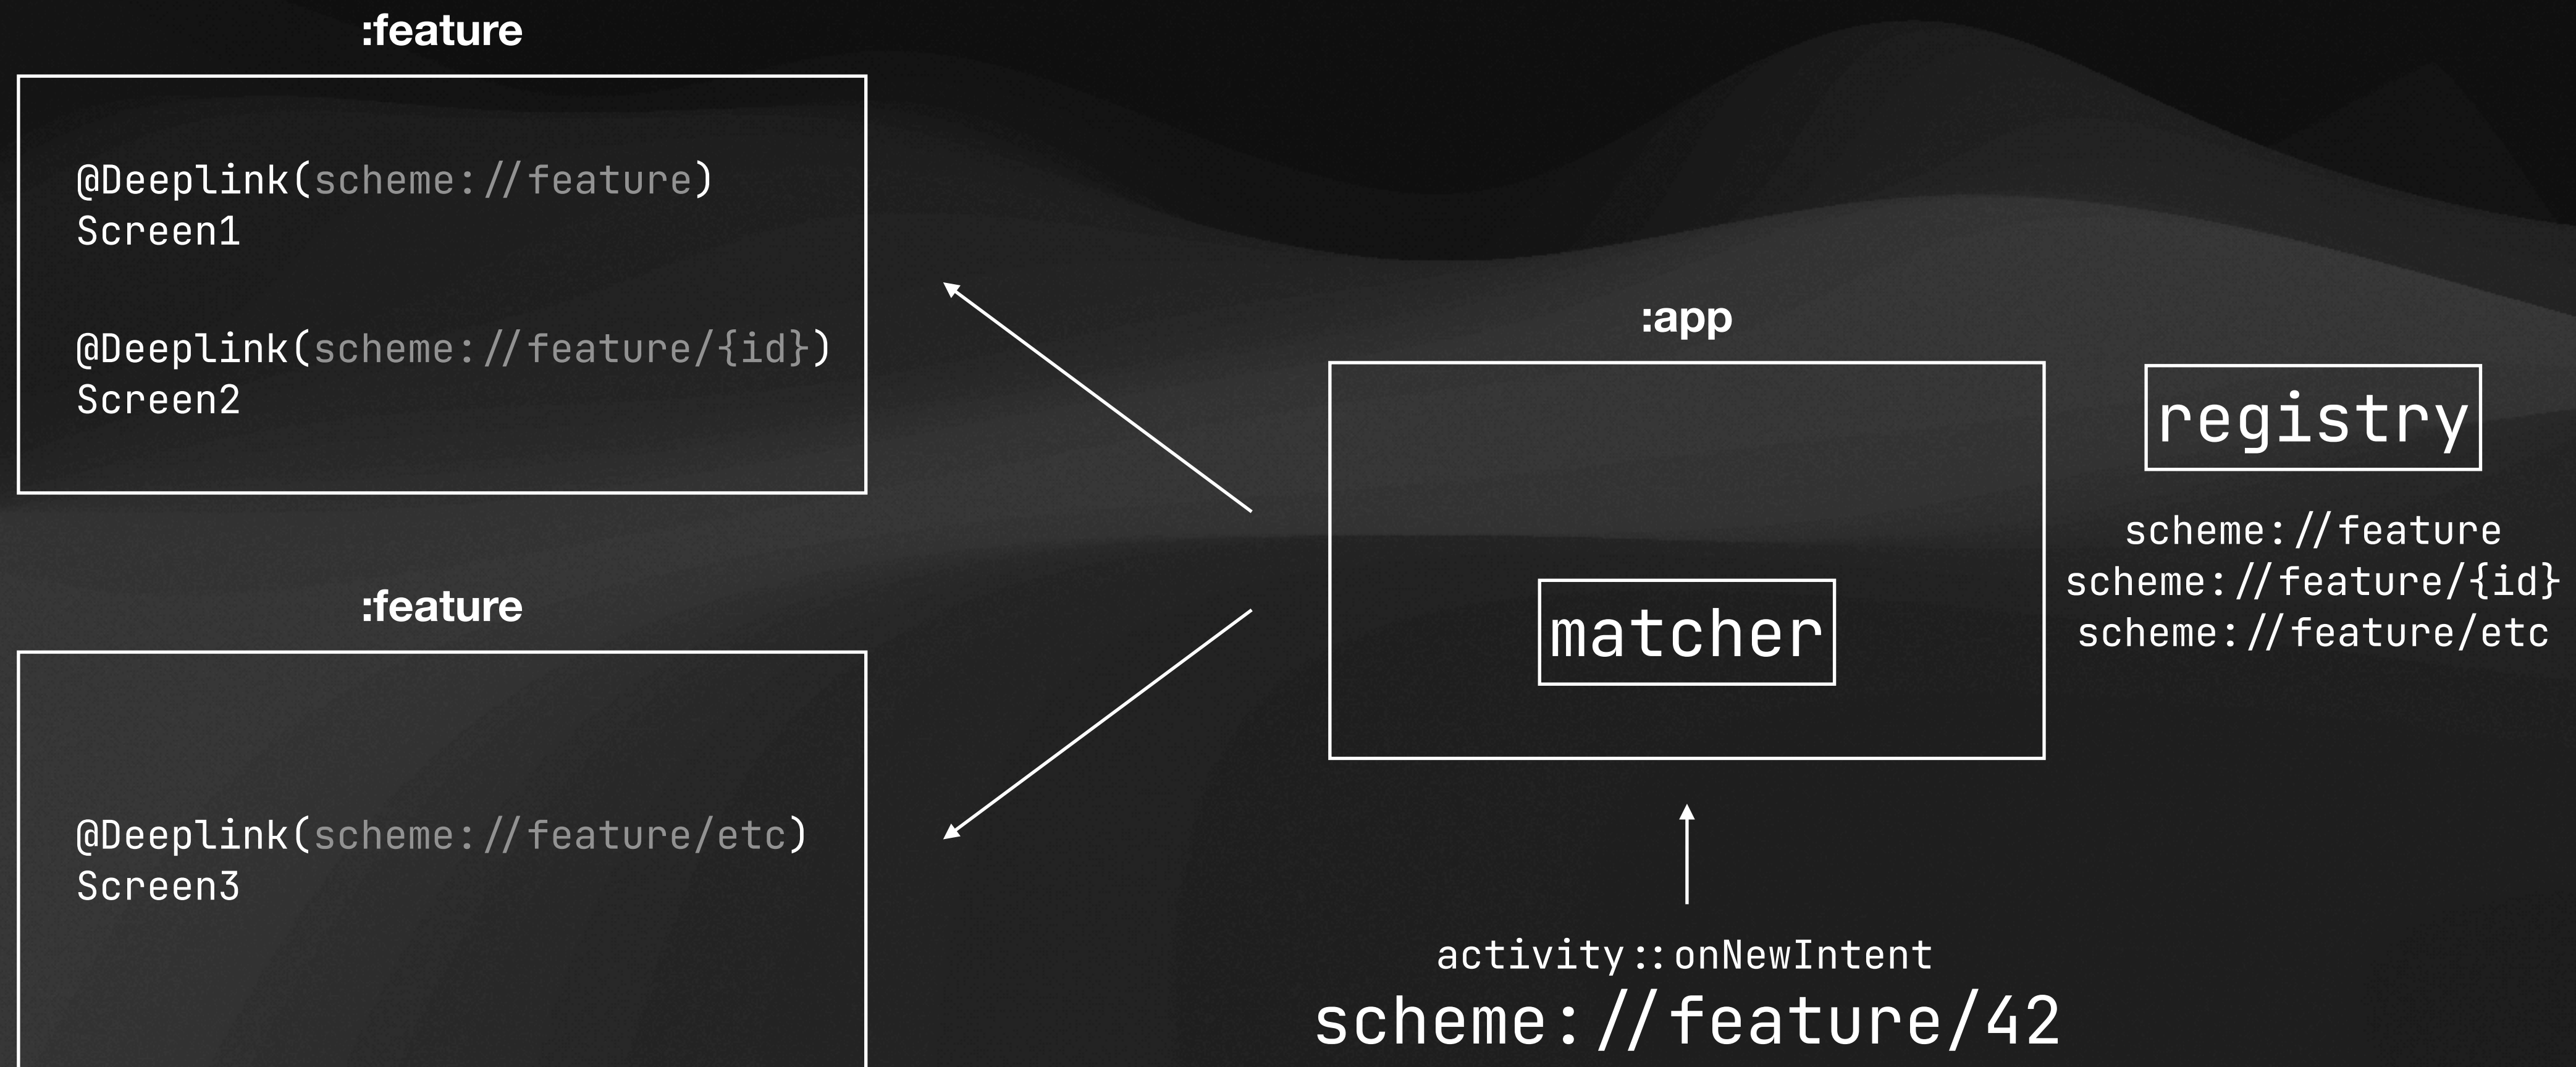 :feature
@Deeplink(scheme://feature)
Screen1
@Deeplink(scheme://feature/{id})
Screen2
:feature
@Deeplink(scheme://feature/etc)
Screen3
:app
matcher
registry
scheme://feature
scheme://feature/{id}
scheme://feature/etc
activity::onNewIntent
scheme://feature/42